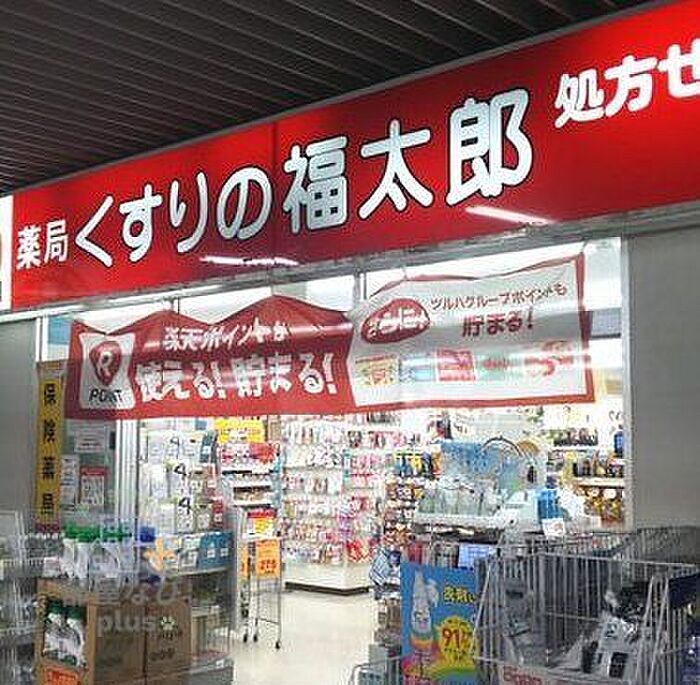 薬局 くすりの福太郎 処方せ
楽天ポイントが
使える!貯まる!
R
POINT
ツルハグループポイントも
貯まる!
保険薬局
plus